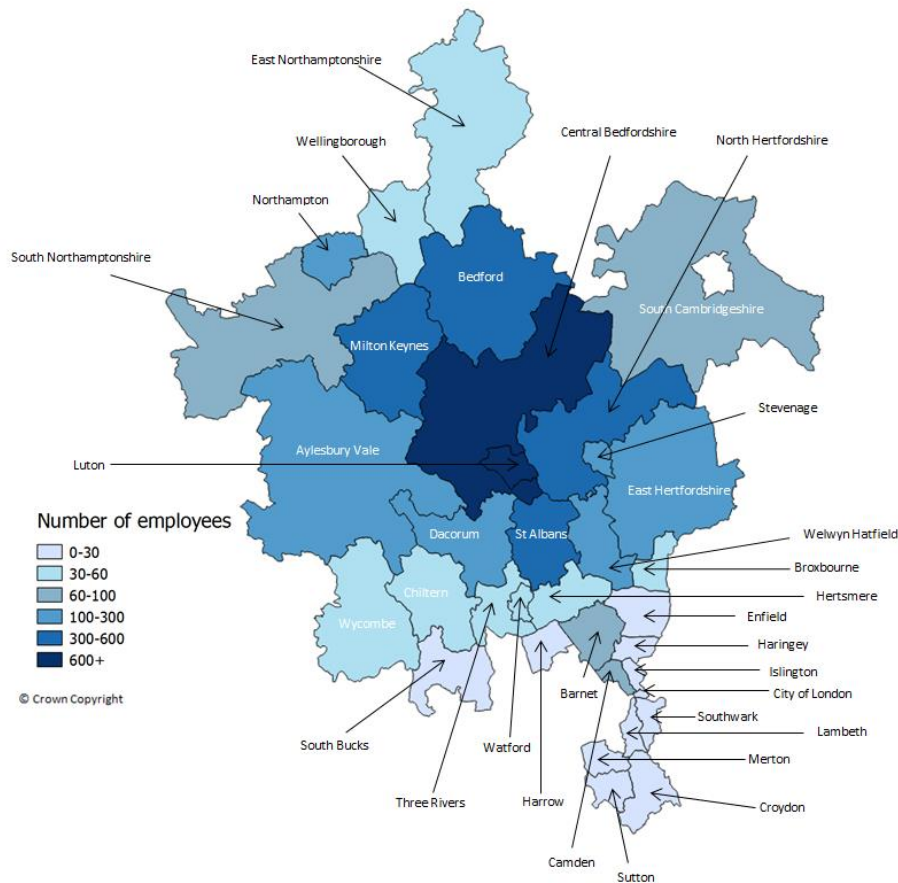 East Northamptonshire
Central Bedfordshire
North Hertfordshire
Wellingborough
Northampton
South Northamptonshire
Bedford
South Cambridgeshire
Milton Keynes
Stevenage
Aylesbury Vale
Luton
East Hertfordshire
Number of employees
0-30
30-60
60-100
100-300
300-600
600+
© Crown Copyright
Dacorum
St Albans
Welwyn Hatfield
Broxbourne
Chiltern
Hertsmere
Wycombe
Enfield
Haringey
Islington
Barnet
City of London
Southwark
South Bucks
Watford
Lambeth
Merton
Three Rivers
Harrow
Croydon
Camden
Sutton